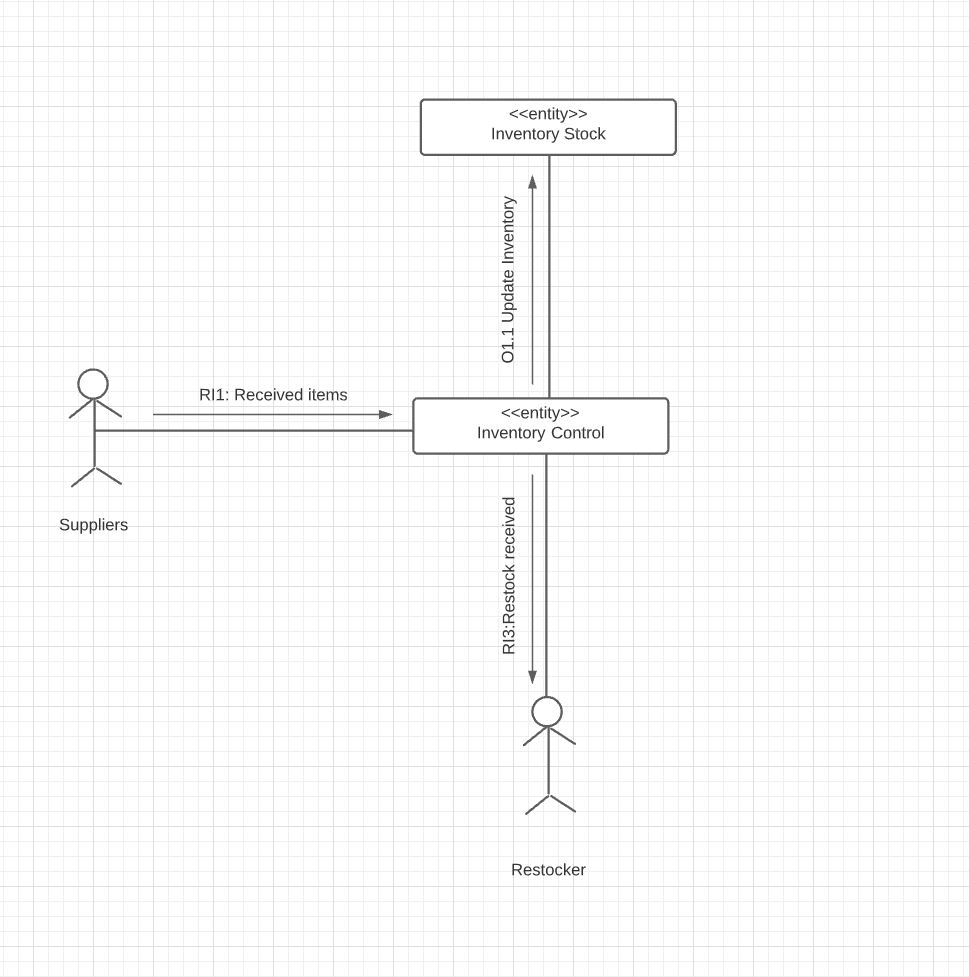 <<entity>>
Inventory Stock
O1.1 Update Inventory
RI1: Received items
<<entity>>
Inventory Control
Suppliers
RI3:Restock received
Restocker